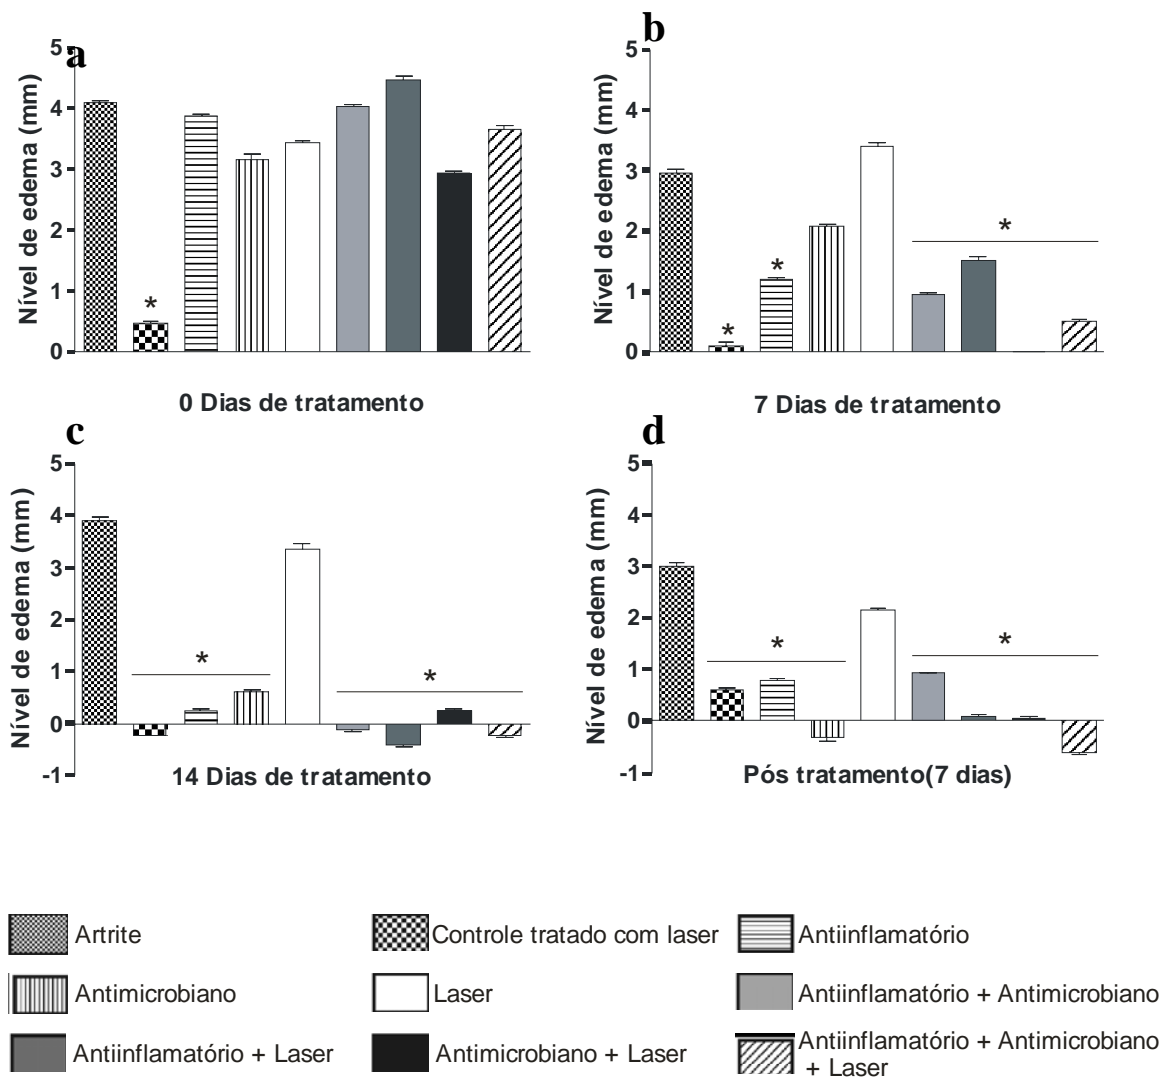 a
Nível de edema (mm)
5
4
3
2
1
0
*
0 Dias de tratamento
b
Nível de edema (mm)
5
4
3
2
1
0
*
*
*
7 Dias de tratamento
c
Nível de edema (mm)
5
4
3
2
1
0
-1
*
*
14 Dias de tratamento
d
Nível de edema (mm)
5
4
3
2
1
0
-1
*
*
Pós tratamento(7 dias)
Artrite
Controle tratado com laser
Antiinflamatório
Antimicrobiano
Laser
Antiinflamatório + Antimicrobiano
Antiinflamatório + Laser
Antimicrobiano + Laser
Antiinflamatório + Antimicrobiano
+ Laser